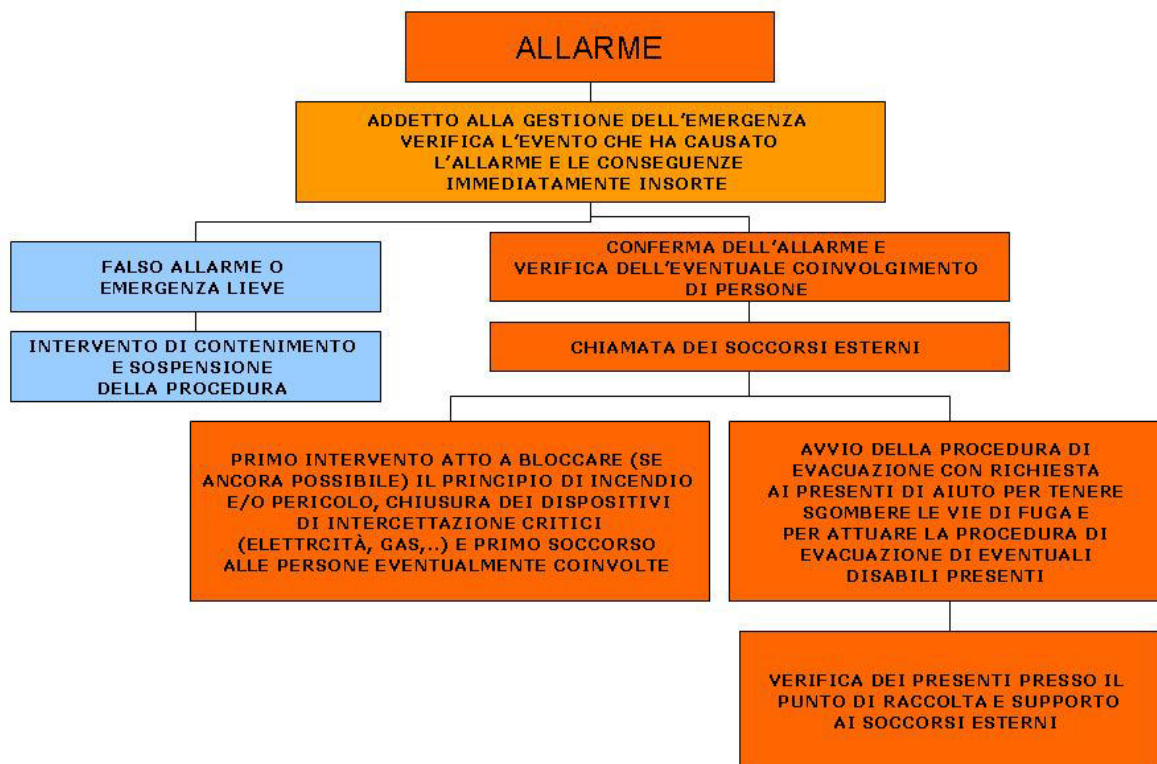 ALLARME
ADDETTO ALLA GESTIONE DELL'EMERGENZA
VERIFICA L'EVENTO CHE HA CAUSATO
L'ALLARME E LE CONSEGUENZE
IMMEDIATAMENTE INSORTE
FALSO ALLARME O
EMERGENZA LIEVE
INTERVENTO DI CONTENIMENTO
E SOSPENSIONE
DELLA PROCEDURA
CONFERMA DELL'ALLARME E
VERIFICA DELL'EVENTUALE COINVOLGIMENTO
DI PERSONE
CHIAMATA DEI SOCCORSI ESTERNI
PRIMO INTERVENTO ATTO A BLOCCARE (SE
ANCORA POSSIBILE) IL PRINCIPIO DI INCENDIO
E/O PERICOLO, CHIUSURA DEI DISPOSITIVI
DI INTERCETTAZIONE CRITICI
(ELETTRCITÀ, GAS,..) E PRIMO SOCCORSO
ALLE PERSONE EVENTUALMENTE COINVOLTE
AVVIO DELLA PROCEDURA DI
EVACUAZIONE CON RICHIESTA
AI PRESENTI DI AIUTO PER TENERE
SGOMBERE LE VIE DI FUGA E
PER ATTUARE LA PROCEDURA DI
EVACUAZIONE DI EVENTUALI
DISABILI PRESENTI
VERIFICA DEI PRESENTI PRESSO IL
PUNTO DI RACCOLTA E SUPPORTO
AI SOCCORSI ESTERNI